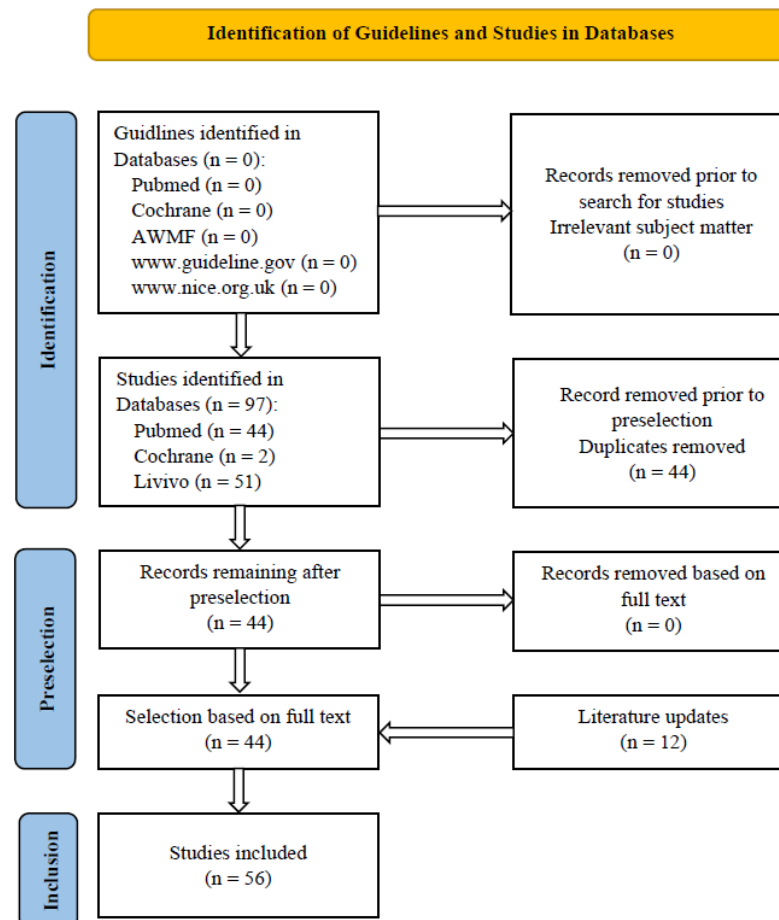 Identification of Guidelines and Studies in Databases
Identification
Guidlines identified in
Databases (n = 0):
Pubmed (n = 0)
Cochrane (n = 0)
AWMF (n = 0)
www.guideline.gov (n = 0)
www.nice.org.uk (n = 0)
Records removed prior to
search for studies
Irrelevant subject matter
(n = 0)
Studies identified in
Databases (n = 97):
Pubmed (n = 44)
Cochrane (n = 2)
Livivo (n = 51)
Record removed prior to
preselection
Duplicates removed
(n = 44)
Preselection
Records remaining after
preselection
(n = 44)
Records removed based on
full text
(n = 0)
Selection based on full text
(n = 44)
Literature updates
(n = 12)
Inclusion
Studies included
(n = 56)